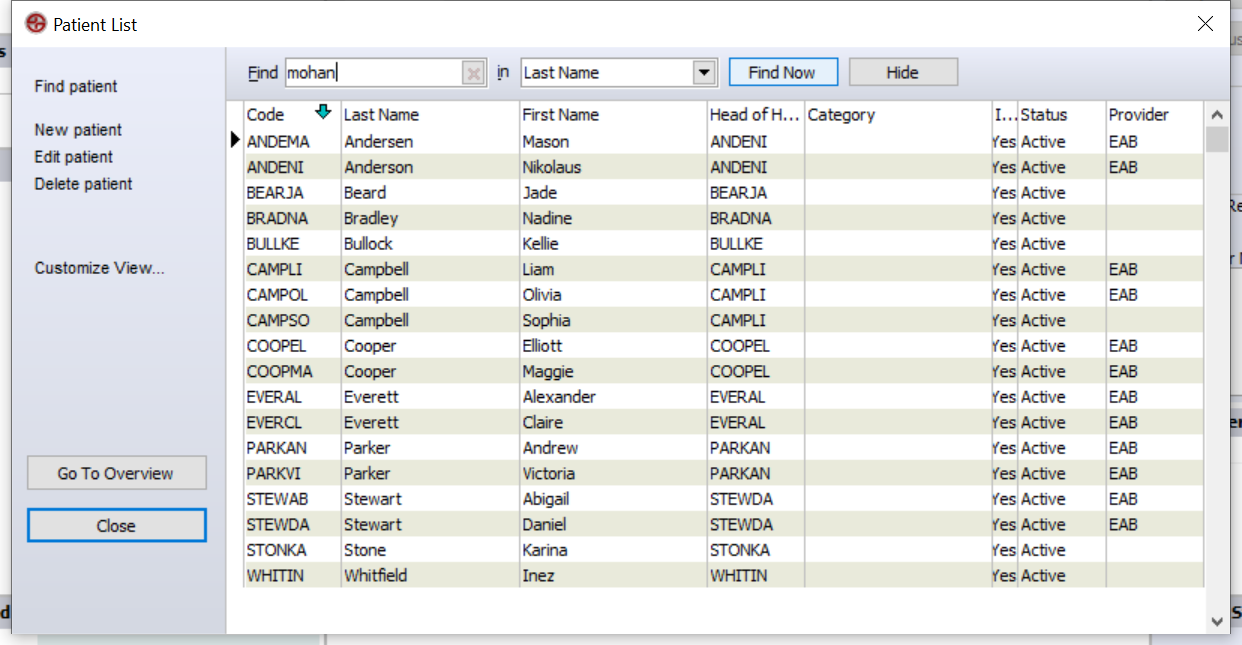 Patient List
Find patient
New patient
Edit patient
Delete patient
Customize View...
Go To Overview
Close
Find mohan in Last Name Find Now Hide
Code Last Name First Name Head of H... Category I... Status Provider
ANDEMA Andersen Mason ANDENI Yes Active EAB
ANDENI Anderson Nikolaus ANDENI Yes Active EAB
BEARJA Beard Jade BEARJA Yes Active
BRADNA Bradley Nadine BRADNA Yes Active
BULLKE Bullock Kellie BULLKE Yes Active
CAMPLI Campbell Liam CAMPLI Yes Active EAB
CAMPOL Campbell Olivia CAMPLI Yes Active EAB
CAMPSO Campbell Sophia CAMPLI Yes Active
COOPEL Cooper Elliott COOPEL Yes Active EAB
COOPMA Cooper Maggie COOPEL Yes Active EAB
EVERAL Everett Alexander EVERAL Yes Active EAB
EVERCL Everett Claire EVERAL Yes Active EAB
PARKAN Parker Andrew PARKAN Yes Active EAB
PARKVI Parker Victoria PARKAN Yes Active EAB
STEWAB Stewart Abigail STEWDA Yes Active EAB
STEWDA Stewart Daniel STEWDA Yes Active EAB
STONKA Stone Karina STONKA Yes Active
WHITIN Whitfield Inez WHITIN Yes Active